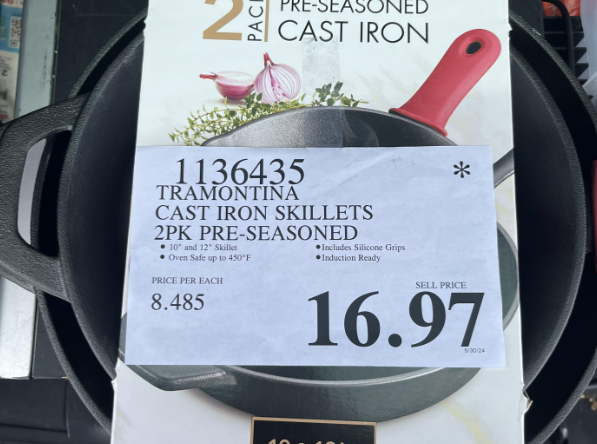 2 PACK
PRE-SEASONED
CAST IRON
1136435 *
TRAMONTINA
CAST IRON SKILLETS
2PK PRE-SEASONED
• 10" and 12" Skillet •Includes Silicone Grips
• Oven Safe up to 450°F •Induction Ready
PRICE PER EACH SELL PRICE
8.485 16.97
5/30/24